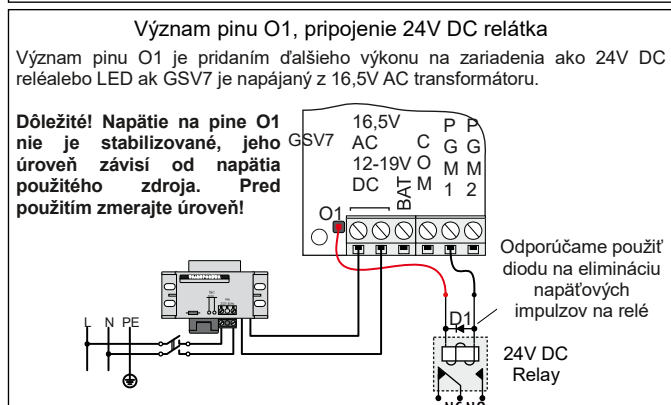 Význam pinu O1, pripojenie 24V DC relátka
Význam pinu O1 je pridaním ďalšieho výkonu na zariadenia ako 24V DC
reléalebo LED ak GSV7 je napájaný z 16,5V AC transformátoru.
Dôležité! Napätie na pine O1
nie je stabilizované, jeho
úroveň závisí od napätia
použitého zdroja. Pred
použitím zmerajte úroveň!
GSV7
16,5V
AC
12-19V
DC
BAT
COM
PGM1
PGM2
O1
Odporúčame použiť
diodu na elimináciu
napäťových
impulzov na relé
L N PE
D1
24V DC
Relay